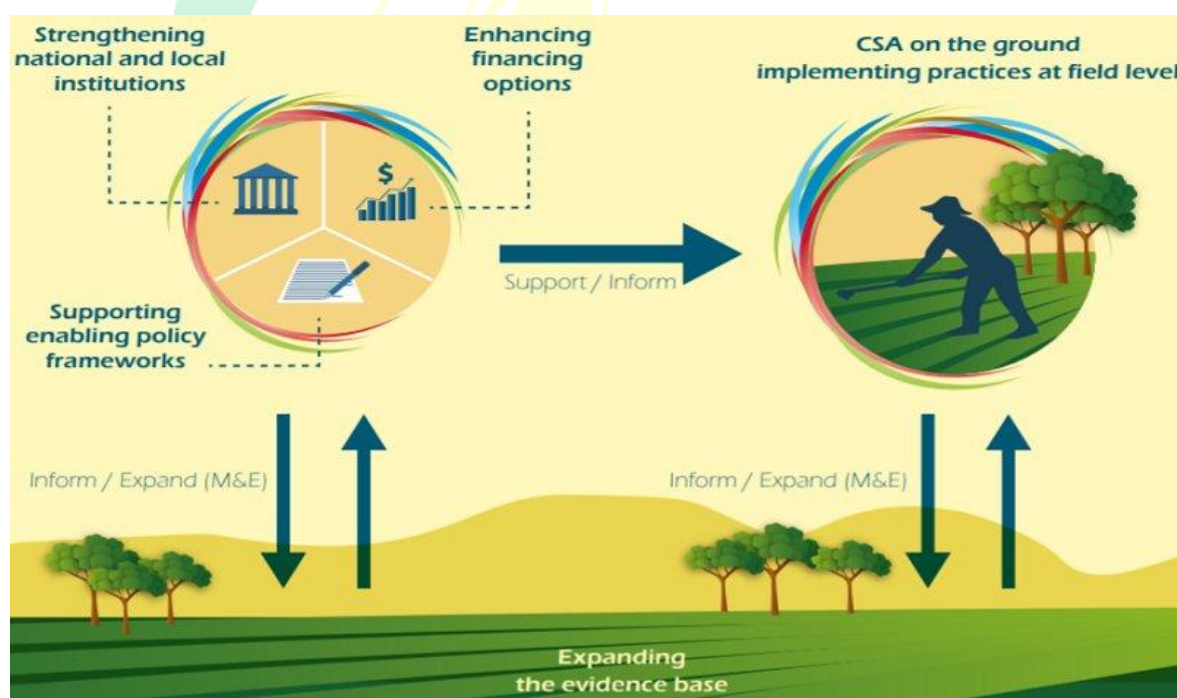 Strengthening
national and local
institutions
Enhancing
financing
options
CSA on the ground
implementing practices at field level
$
Support / Inform
Supporting
enabling policy
frameworks
Inform / Expand (M&E)
Inform / Expand (M&E)
Expanding
the evidence base